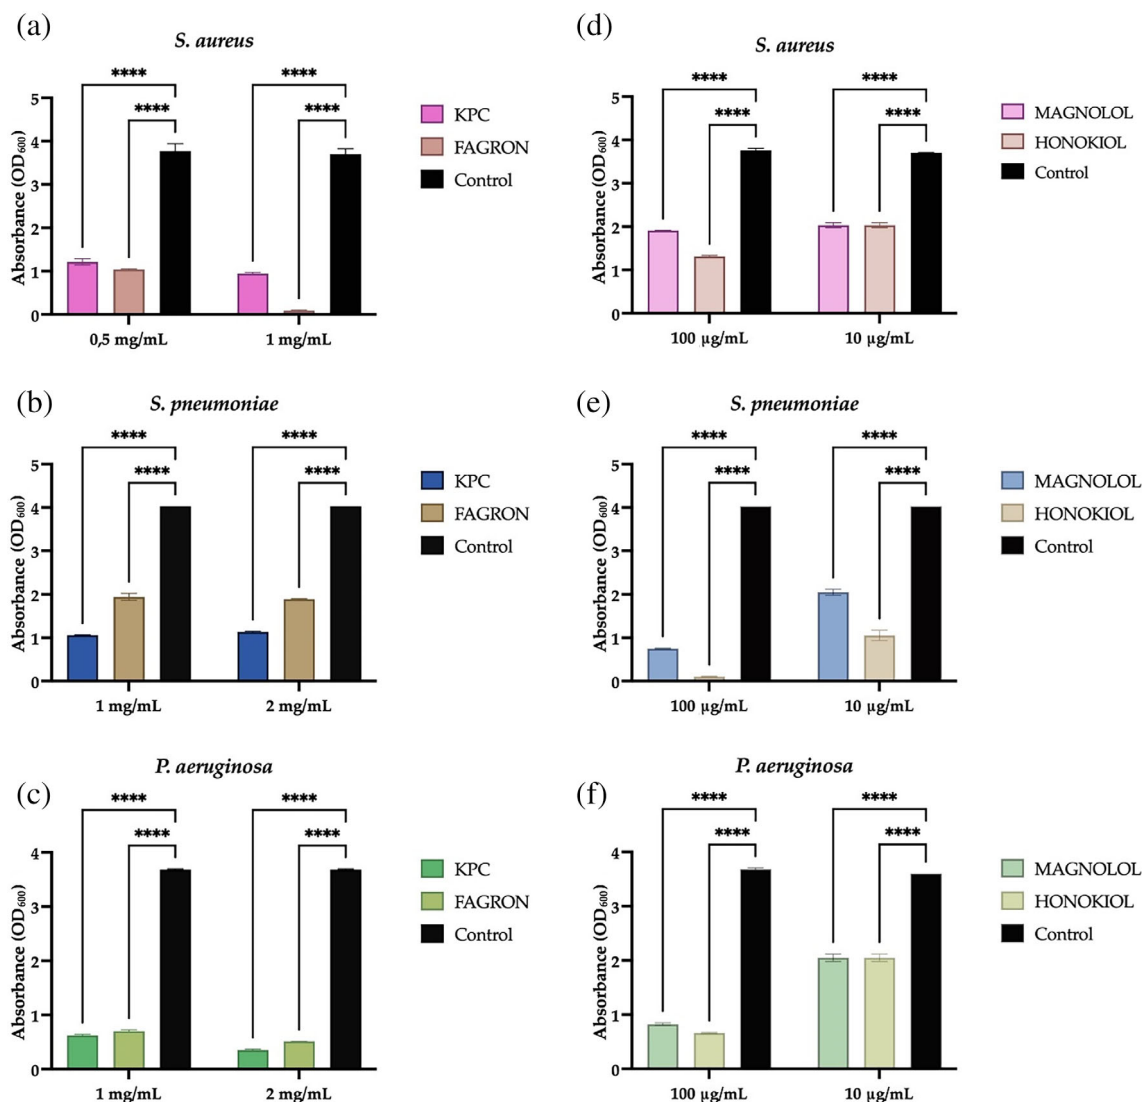 (a)
S. aureus
**** ****
**** ****
Absorbance (OD600)
5
4
3
2
1
0
0,5 mg/mL 1 mg/mL
KPC
FAGRON
Control
(d)
S. aureus
**** ****
**** ****
Absorbance (OD600)
5
4
3
2
1
0
100 µg/mL 10 µg/mL
MAGNOLOL
HONOKIOL
Control
(b)
S. pneumoniae
**** ****
**** ****
Absorbance (OD600)
5
4
3
2
1
0
1 mg/mL 2 mg/mL
KPC
FAGRON
Control
(e)
S. pneumoniae
**** ****
**** ****
Absorbance (OD600)
5
4
3
2
1
0
100 µg/mL 10 µg/mL
MAGNOLOL
HONOKIOL
Control
(c)
P. aeruginosa
**** ****
**** ****
Absorbance (OD600)
4
3
2
1
0
1 mg/mL 2 mg/mL
KPC
FAGRON
Control
(f)
P. aeruginosa
**** ****
**** ****
Absorbance (OD600)
4
3
2
1
0
100 µg/mL 10 µg/mL
MAGNOLOL
HONOKIOL
Control